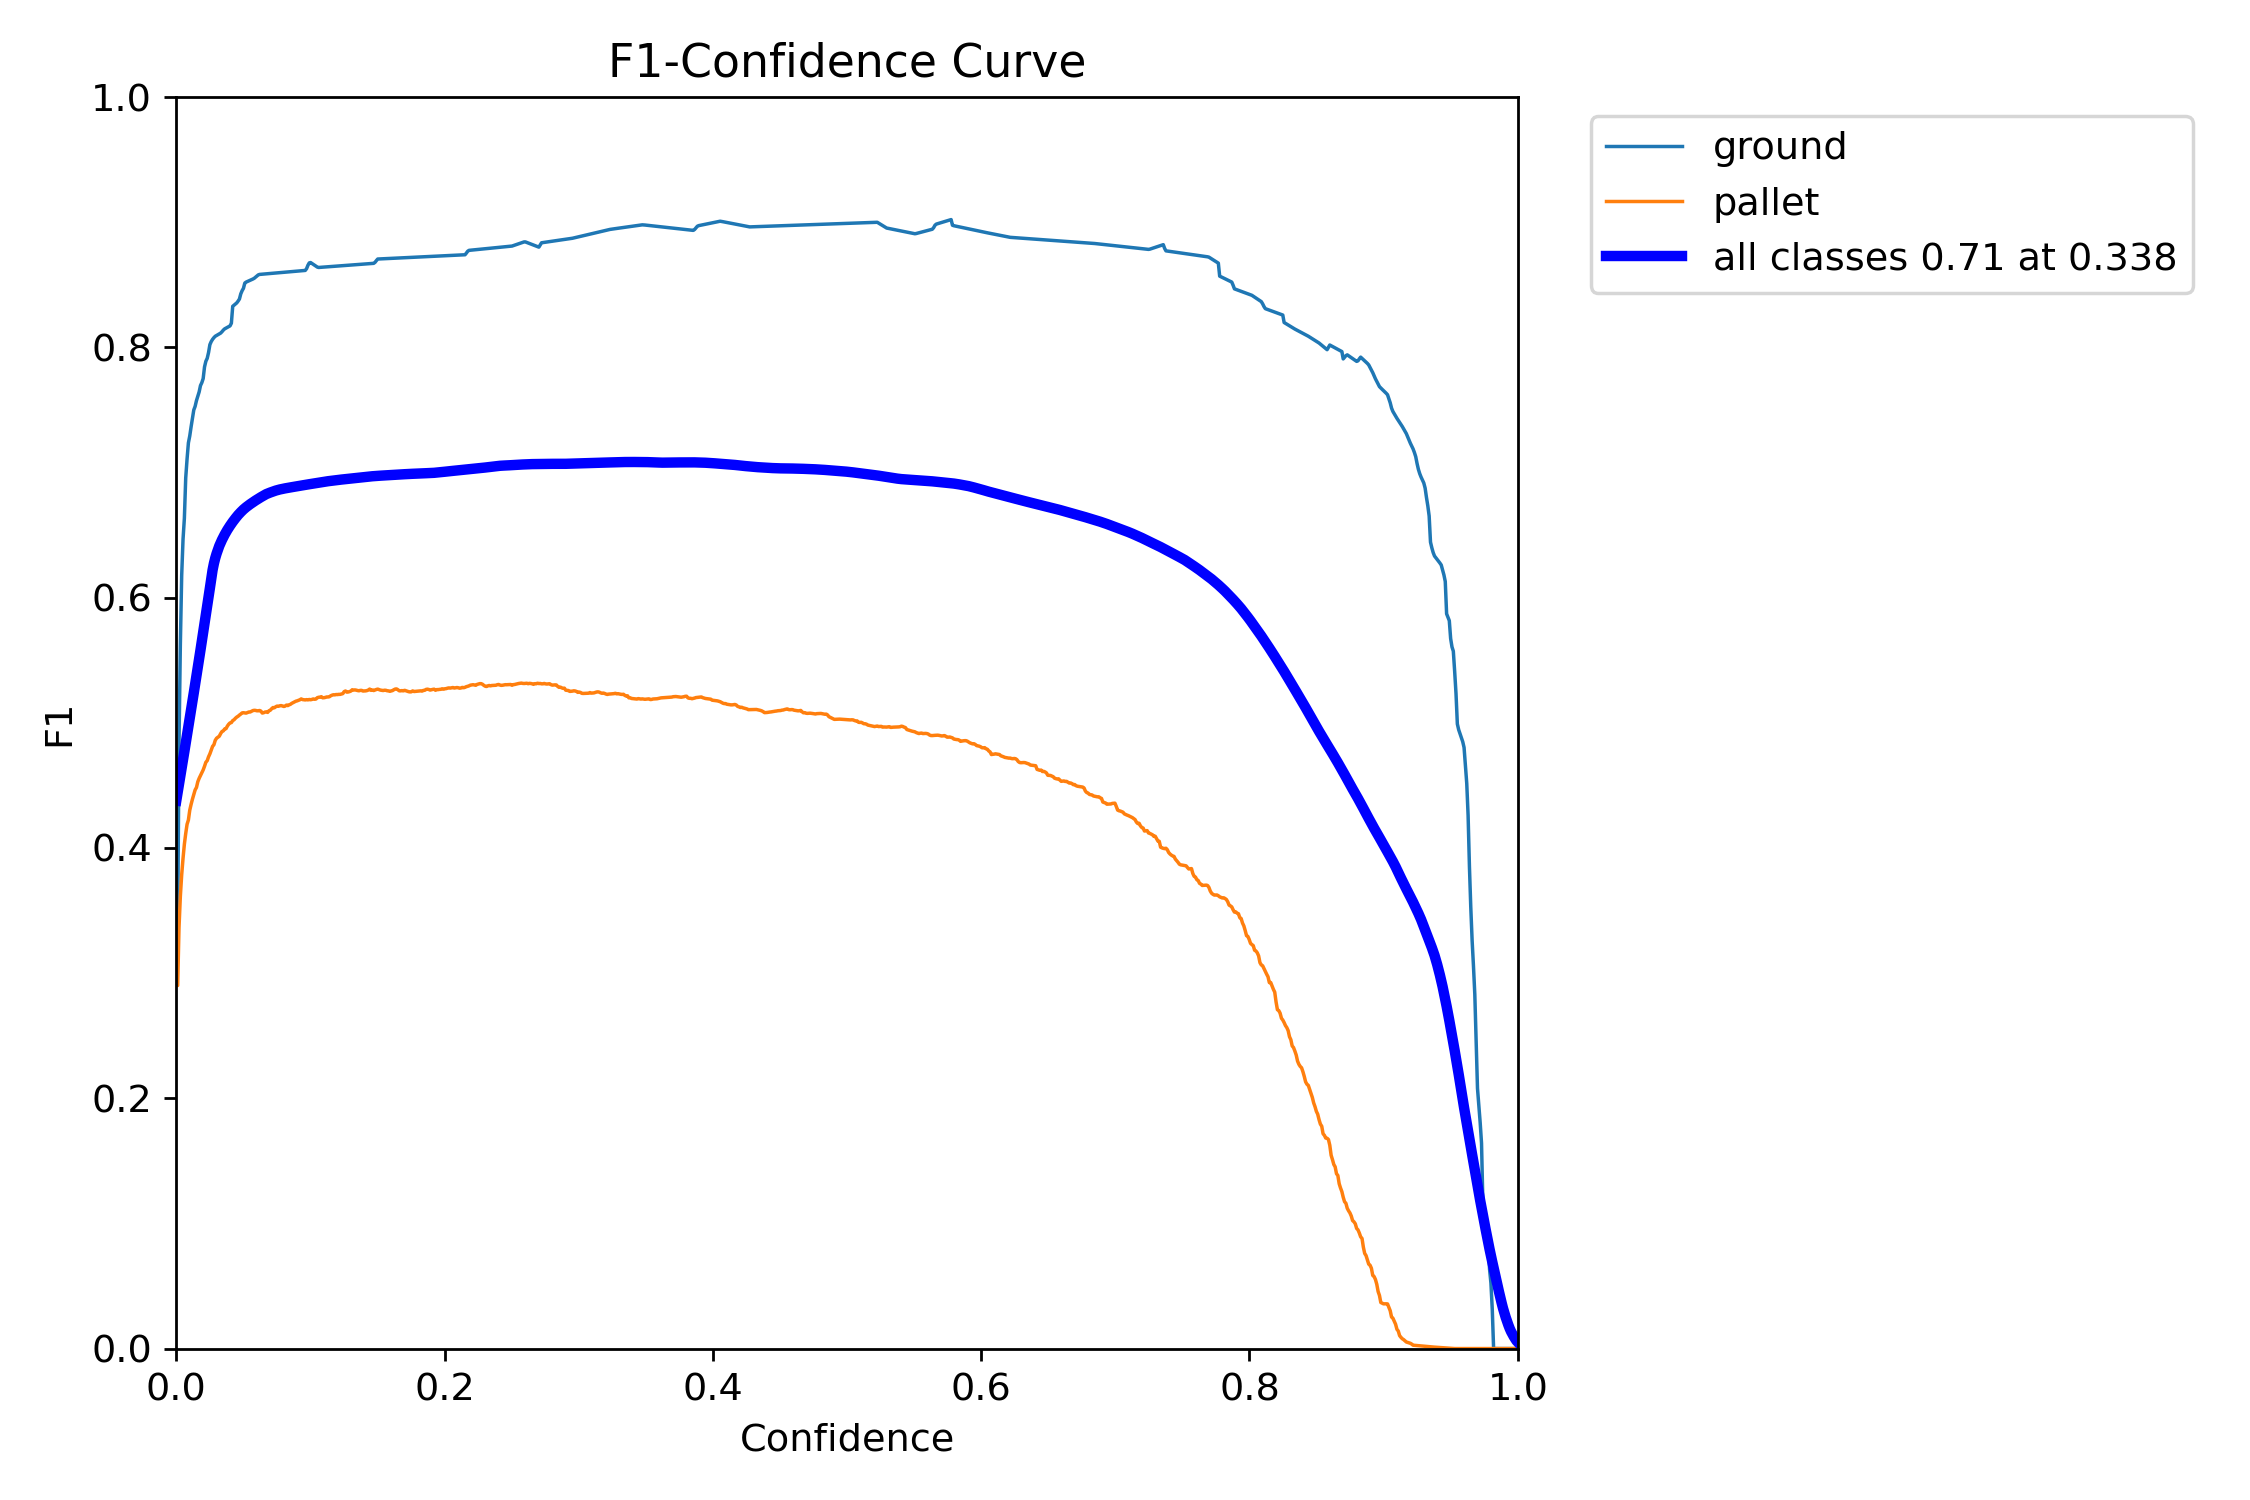 F1-Confidence Curve
1.0
0.8
0.6
0.4
0.2
0.0
F1
0.0 0.2 0.4 0.6 0.8 1.0
Confidence
ground
pallet
all classes 0.71 at 0.338